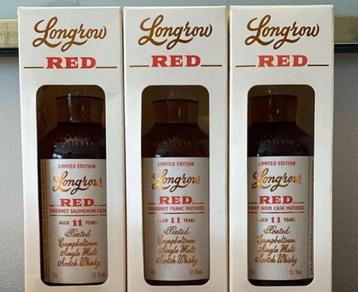 Longrow
RED
Longrow
RED
Longrow
RED
LIMITED EDITION
Longrow
RED
CABERNET SAUVIGNON CASK
AGED 11 YEARS
Peated
Campbeltown
Single Malt
Scotch Whisky
LIMITED EDITION
Longrow
RED
CABERNET FRANC MATURED
AGED 11 YEARS
Peated
Campbeltown
Single Malt
Scotch Whisky
LIMITED EDITION
Longrow
RED
PINOT NOIR CASK MATURED
AGED 11 YEARS
Peated
Campbeltown
Single Malt
Scotch Whisky